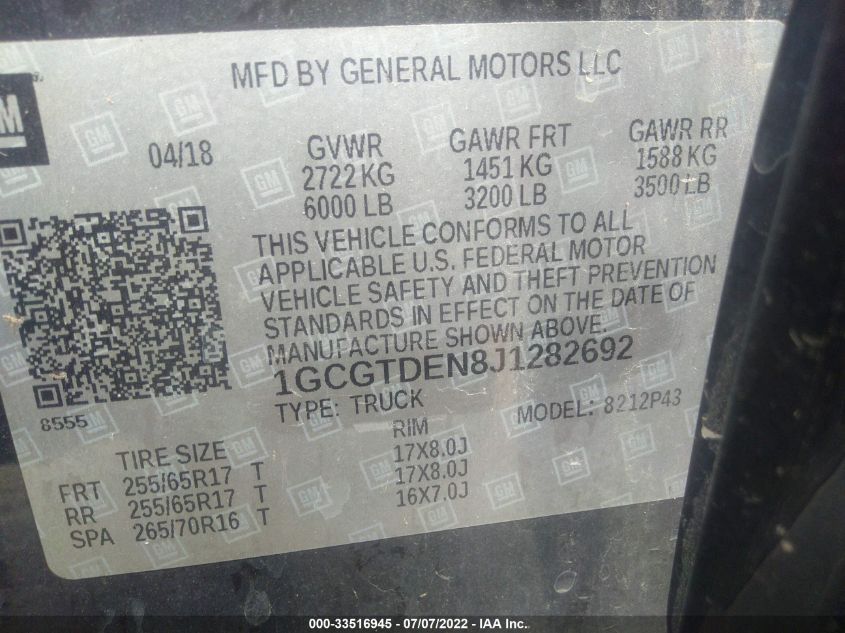 MFD BY GENERAL MOTORS LLC
GM
04/18
GVWR GAWR FRT GAWR RR
2722 KG 1451 KG 1588 KG
6000 LB 3200 LB 3500 LB
THIS VEHICLE CONFORMS TO ALL
APPLICABLE U.S. FEDERAL MOTOR
VEHICLE SAFETY AND THEFT PREVENTION
STANDARDS IN EFFECT ON THE DATE OF
MANUFACTURE SHOWN ABOVE.
1GCGTDEN8J1282692
TYPE: TRUCK MODEL: 8212P43
8555
TIRE SIZE RIM
FRT 255/65R17 T 17X8.0J
RR 255/65R17 T 17X8.0J
SPA 265/70R16 T 16X7.0J
000-33516945 - 07/07/2022 - IAA Inc.